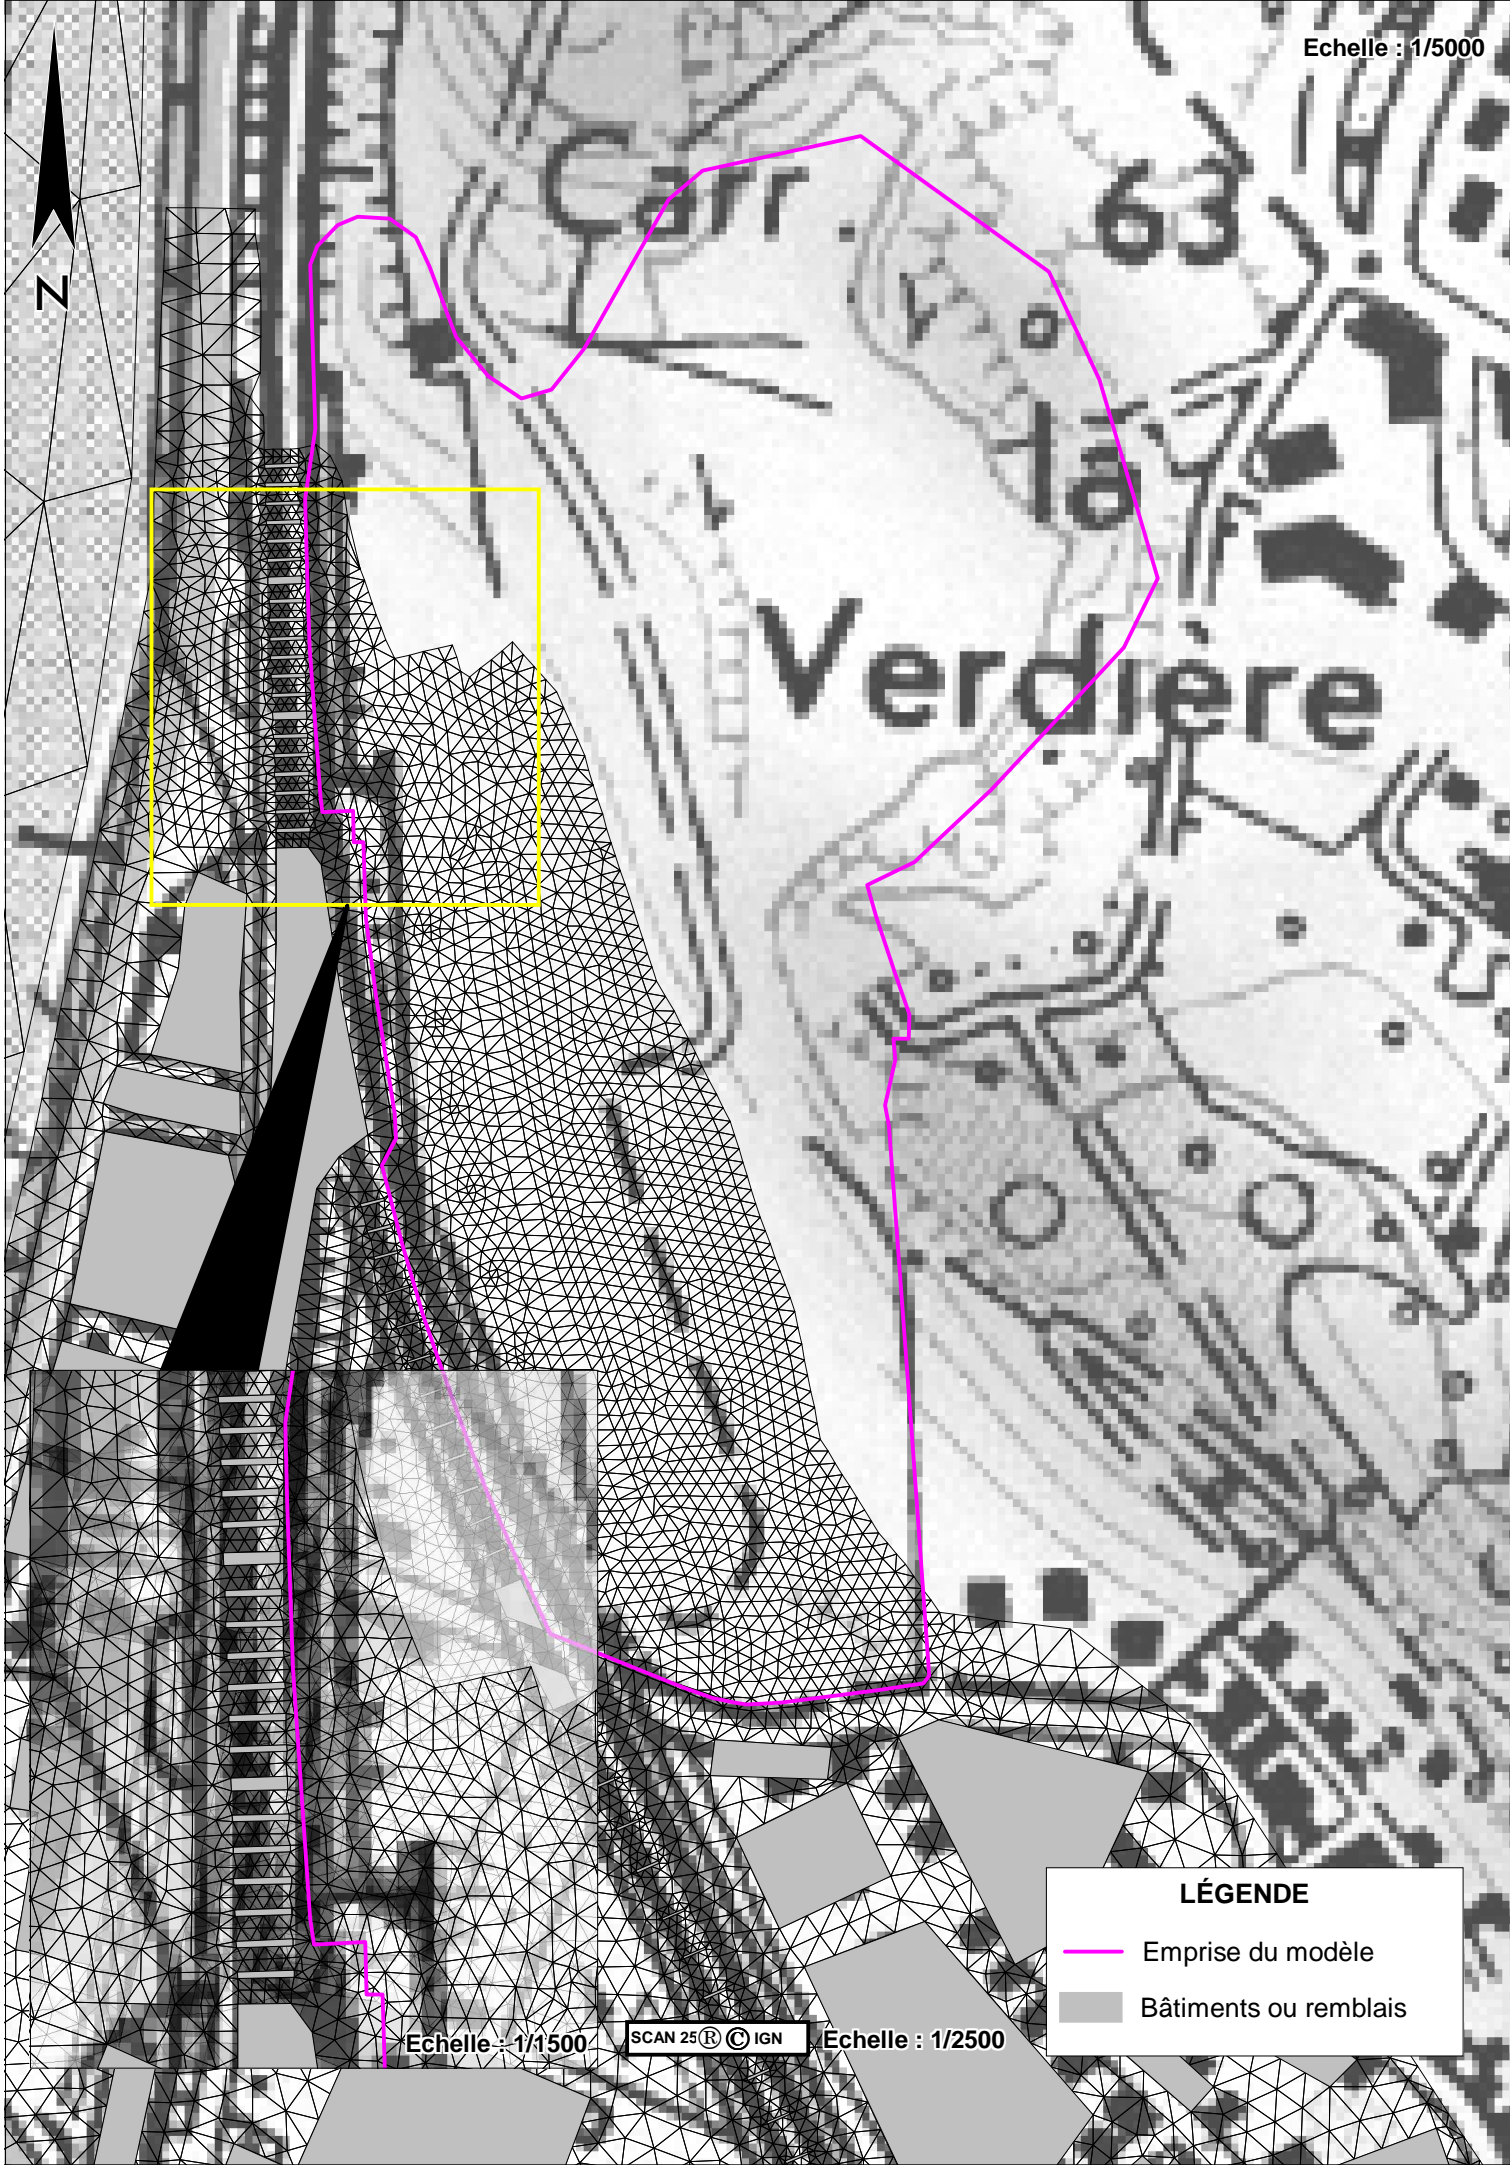 Echelle : 1/5000
Carr.
63
N
la
Verdière
LÉGENDE
Emprise du modèle
Bâtiments ou remblais
Echelle : 1/1500
SCAN 25® © IGN
Echelle : 1/2500